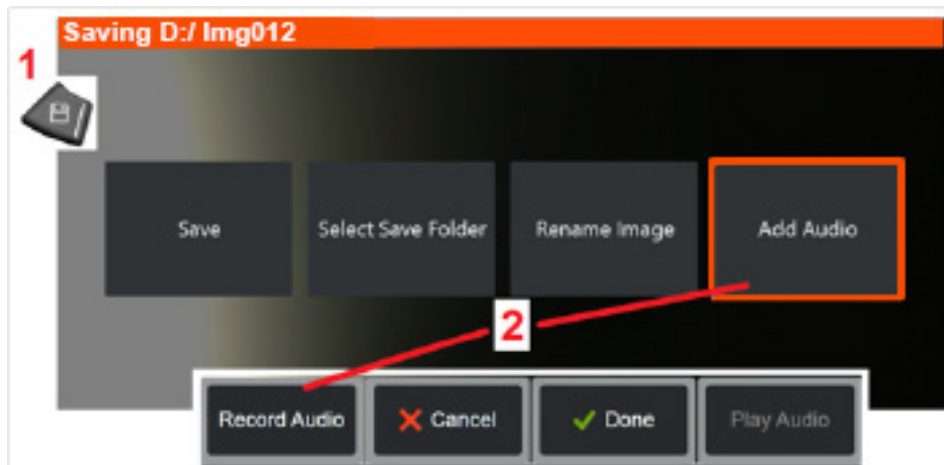 Saving D:/ Img012
1
Save Select Save Folder Rename Image Add Audio
2
Record Audio Cancel Done Play Audio